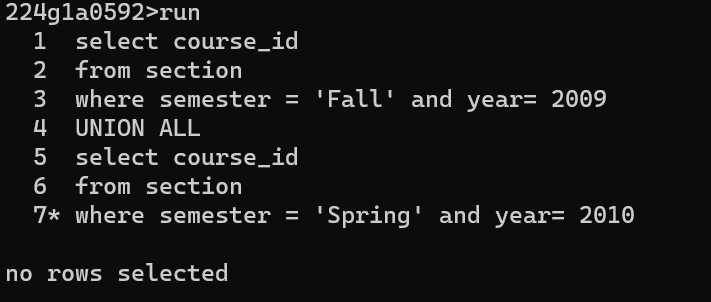 224g1a0592>run
  1  select course_id
  2  from section
  3  where semester = 'Fall' and year= 2009
  4  UNION ALL
  5  select course_id
  6  from section
  7* where semester = 'Spring' and year= 2010
no rows selected